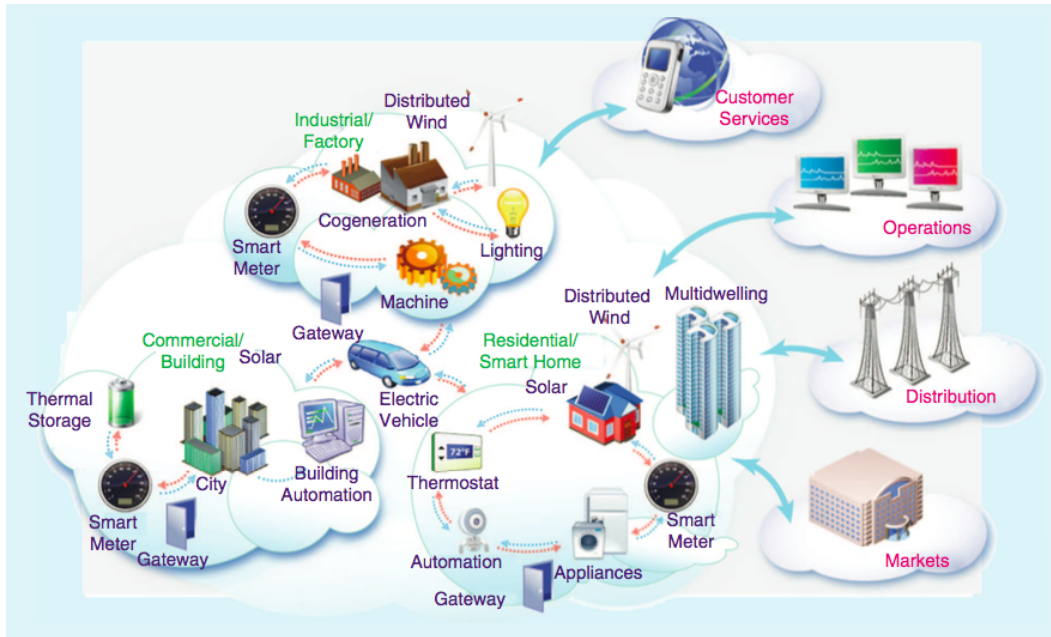 Customer
Services
Distributed
Wind
Industrial/
Factory
Cogeneration
Smart
Meter
Lighting
Machine
Operations
Gateway
Distributed
Wind
Multidwelling
Commercial/
Building
Solar
Residential/
Smart Home
Solar
Thermal
Storage
Electric
Vehicle
Distribution
72°F
City
Building
Automation
Thermostat
Smart
Meter
Gateway
Smart
Meter
Automation
Appliances
Gateway
Markets